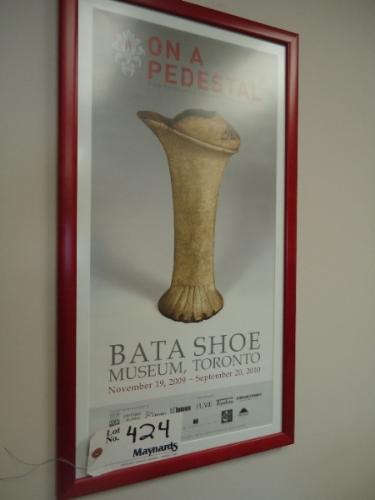 ON A
PEDESTAL
BATA SHOE
MUSEUM, TORONTO
November 19, 2009 ~ September 20, 2010
Lot
No. 424
Maynards